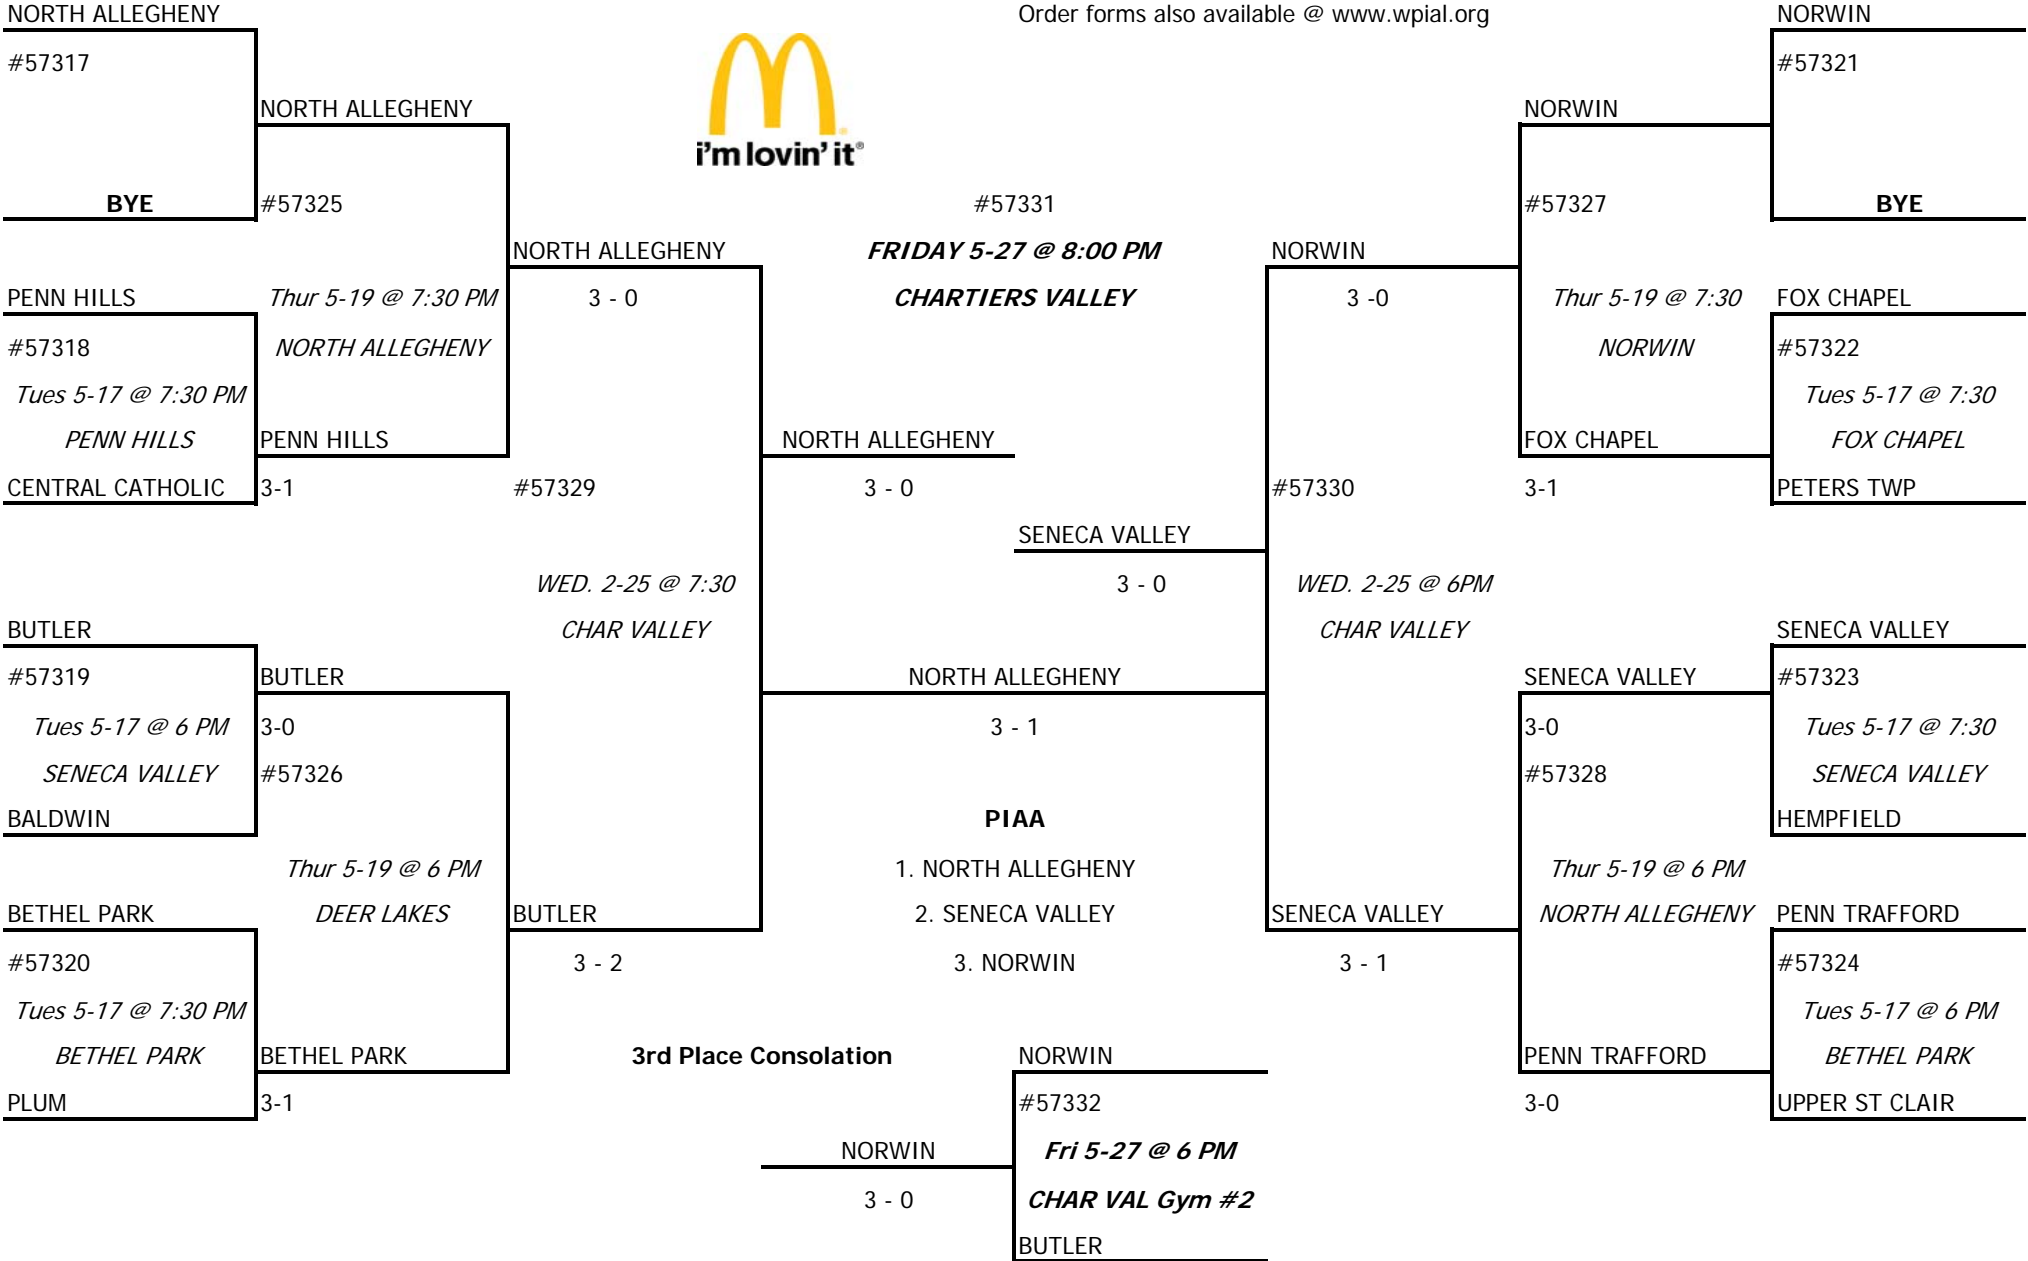 NORTH ALLEGHENY
Order forms also available @ www.wpial.org
NORWIN
#57317
i'm lovin' it®
#57321
NORTH ALLEGHENY
NORWIN
BYE
#57325
#57331
#57327
BYE
NORTH ALLEGHENY
FRIDAY 5-27 @ 8:00 PM
NORWIN
PENN HILLS
Thur 5-19 @ 7:30 PM
3 - 0
CHARTIERS VALLEY
3 -0
Thur 5-19 @ 7:30
FOX CHAPEL
#57318
NORTH ALLEGHENY
NORWIN
#57322
Tues 5-17 @ 7:30 PM
Tues 5-17 @ 7:30
PENN HILLS
PENN HILLS
NORTH ALLEGHENY
FOX CHAPEL
FOX CHAPEL
CENTRAL CATHOLIC
3-1
#57329
3 - 0
#57330
3-1
PETERS TWP
SENECA VALLEY
WED. 2-25 @ 7:30
3 - 0
WED. 2-25 @ 6PM
BUTLER
CHAR VALLEY
CHAR VALLEY
SENECA VALLEY
#57319
BUTLER
NORTH ALLEGHENY
SENECA VALLEY
#57323
Tues 5-17 @ 6 PM
3-0
3 - 1
3-0
Tues 5-17 @ 7:30
SENECA VALLEY
#57326
#57328
SENECA VALLEY
BALDWIN
PIAA
HEMPFIELD
Thur 5-19 @ 6 PM
1. NORTH ALLEGHENY
Thur 5-19 @ 6 PM
BETHEL PARK
DEER LAKES
BUTLER
2. SENECA VALLEY
SENECA VALLEY
NORTH ALLEGHENY
PENN TRAFFORD
#57320
3 - 2
3. NORWIN
3 - 1
#57324
Tues 5-17 @ 7:30 PM
Tues 5-17 @ 6 PM
BETHEL PARK
BETHEL PARK
3rd Place Consolation
NORWIN
PENN TRAFFORD
BETHEL PARK
PLUM
3-1
#57332
3-0
UPPER ST CLAIR
NORWIN
Fri 5-27 @ 6 PM
3 - 0
CHAR VAL Gym #2
BUTLER